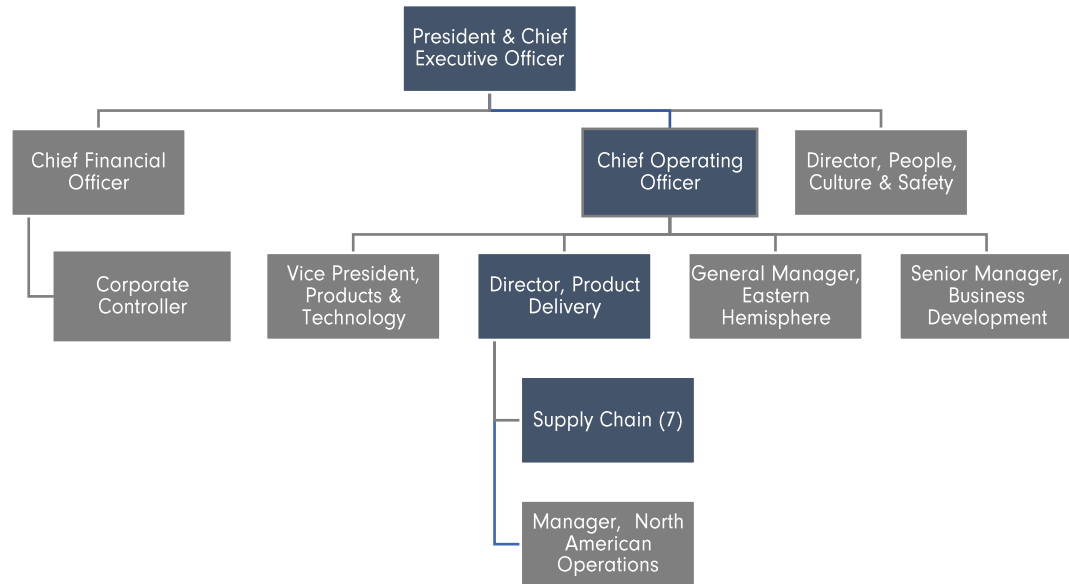 President & Chief
Executive Officer
Chief Financial
Officer
Chief Operating
Officer
Director, People,
Culture & Safety
Corporate
Controller
Vice President,
Products &
Technology
Director, Product
Delivery
General Manager,
Eastern
Hemisphere
Senior Manager,
Business
Development
Supply Chain (7)
Manager,  North
American
Operations